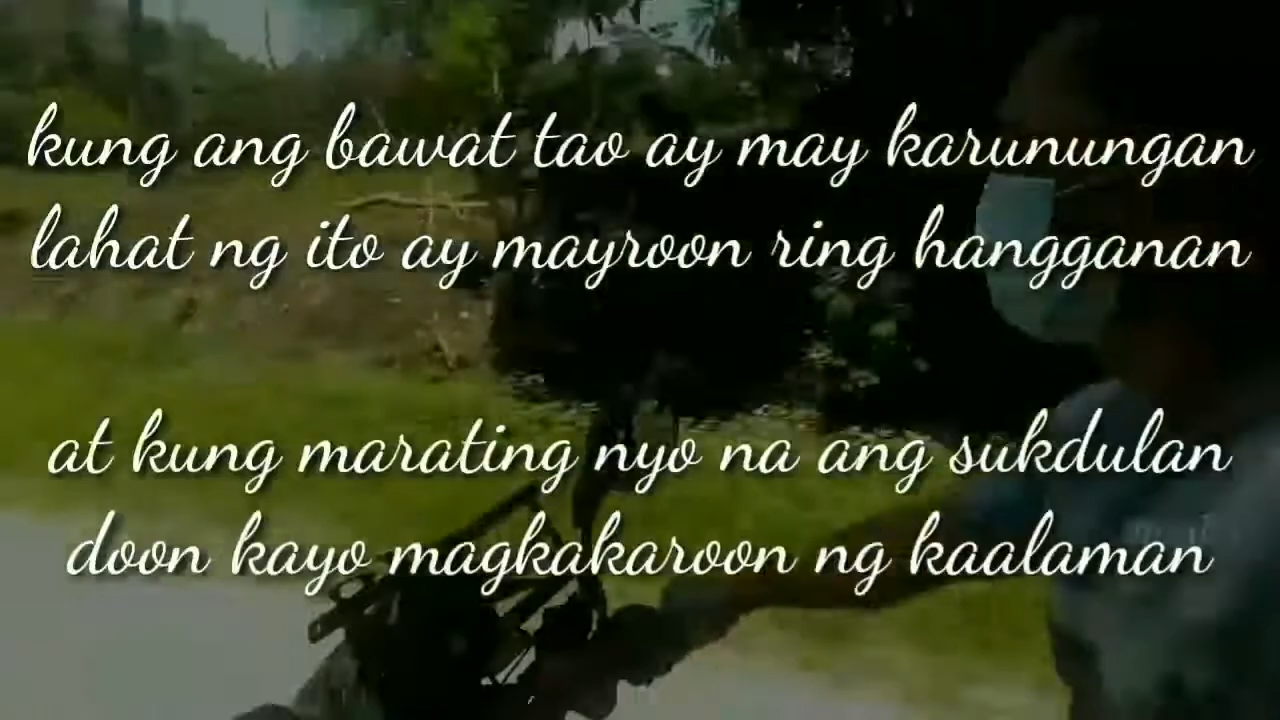 kung ang bawat tao ay may karunungan
lahat ng ito ay mayroon ring hangganan
at kung marating nyo na ang sukdulan
doon kayo magkakaroon ng kaalaman